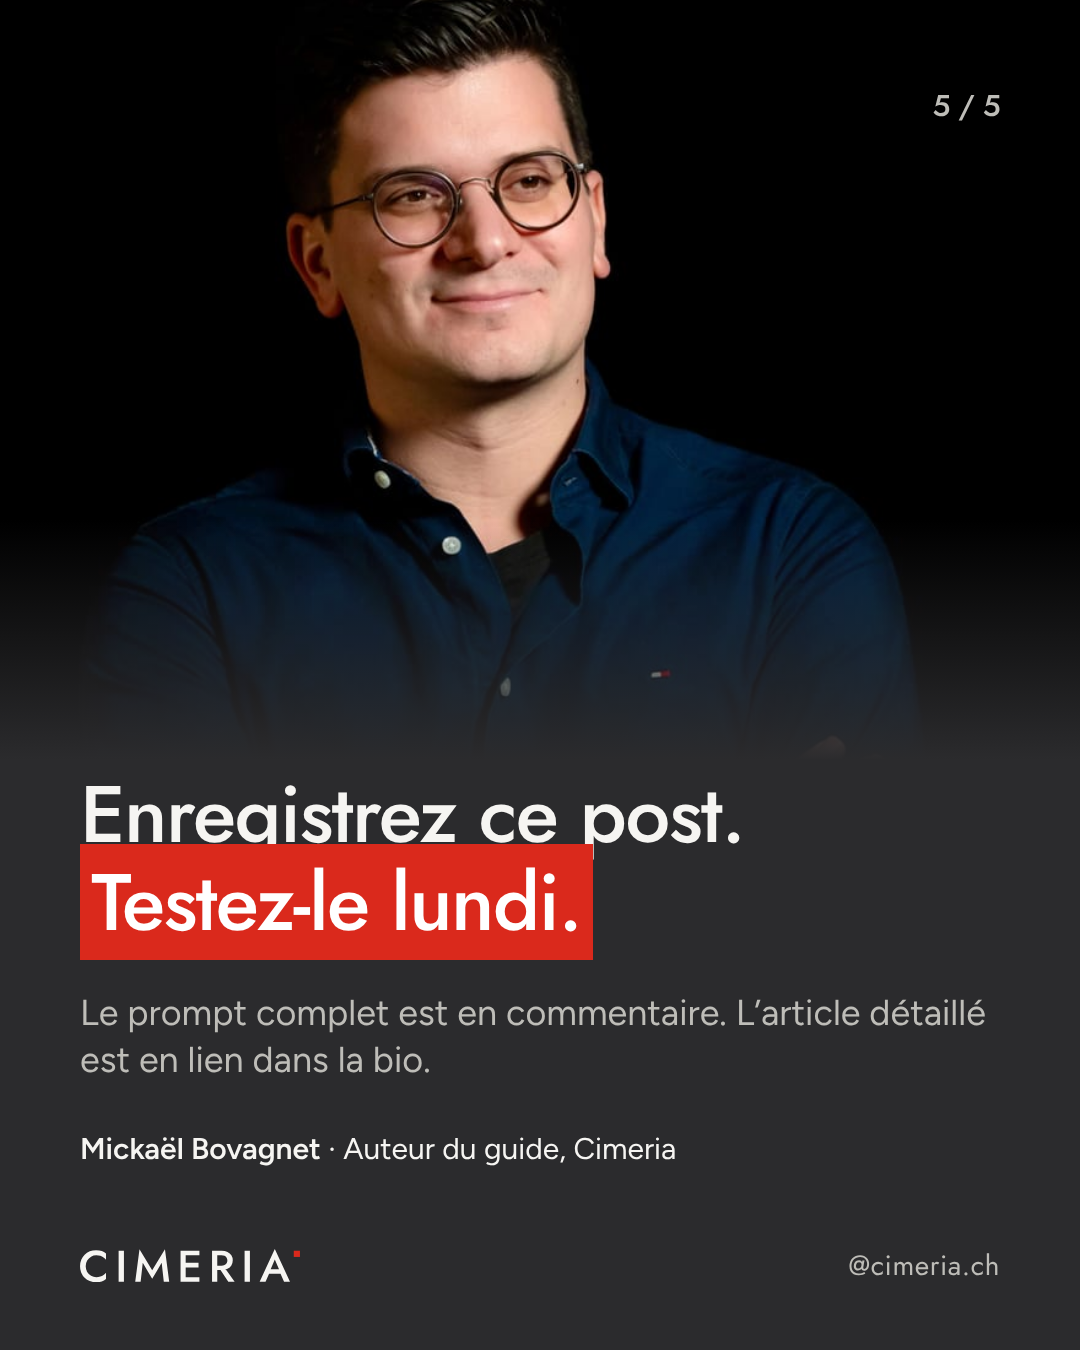 5 / 5
Enregistrez ce post.
Testez-le lundi.
Le prompt complet est en commentaire. L’article détaillé
est en lien dans la bio.
Mickaël Bovagnet · Auteur du guide, Cimeria
CIMERIA
@cimeria.ch